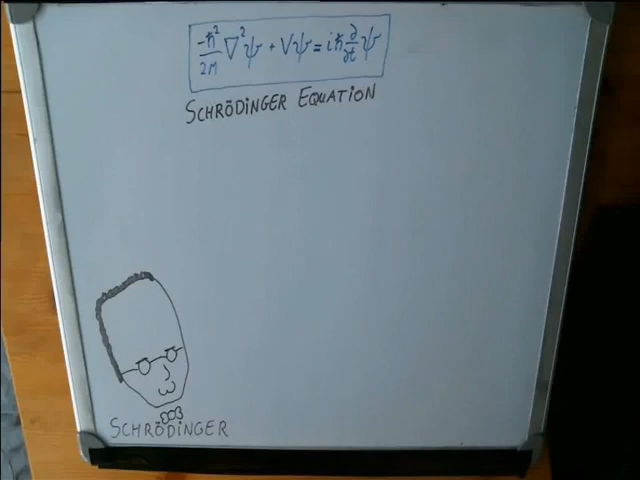 -ħ²/2M ∇²ψ + Vψ = iħ ∂/∂t ψ
SCHRÖDINGER EQUATION
SCHRÖDINGER